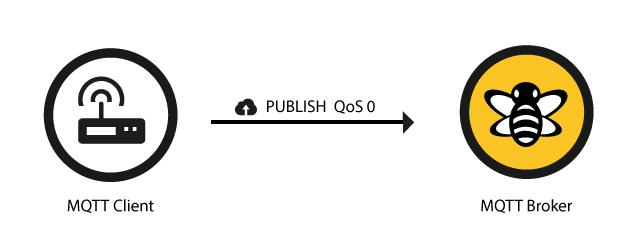 PUBLISH QoS 0
MQTT Client
MQTT Broker